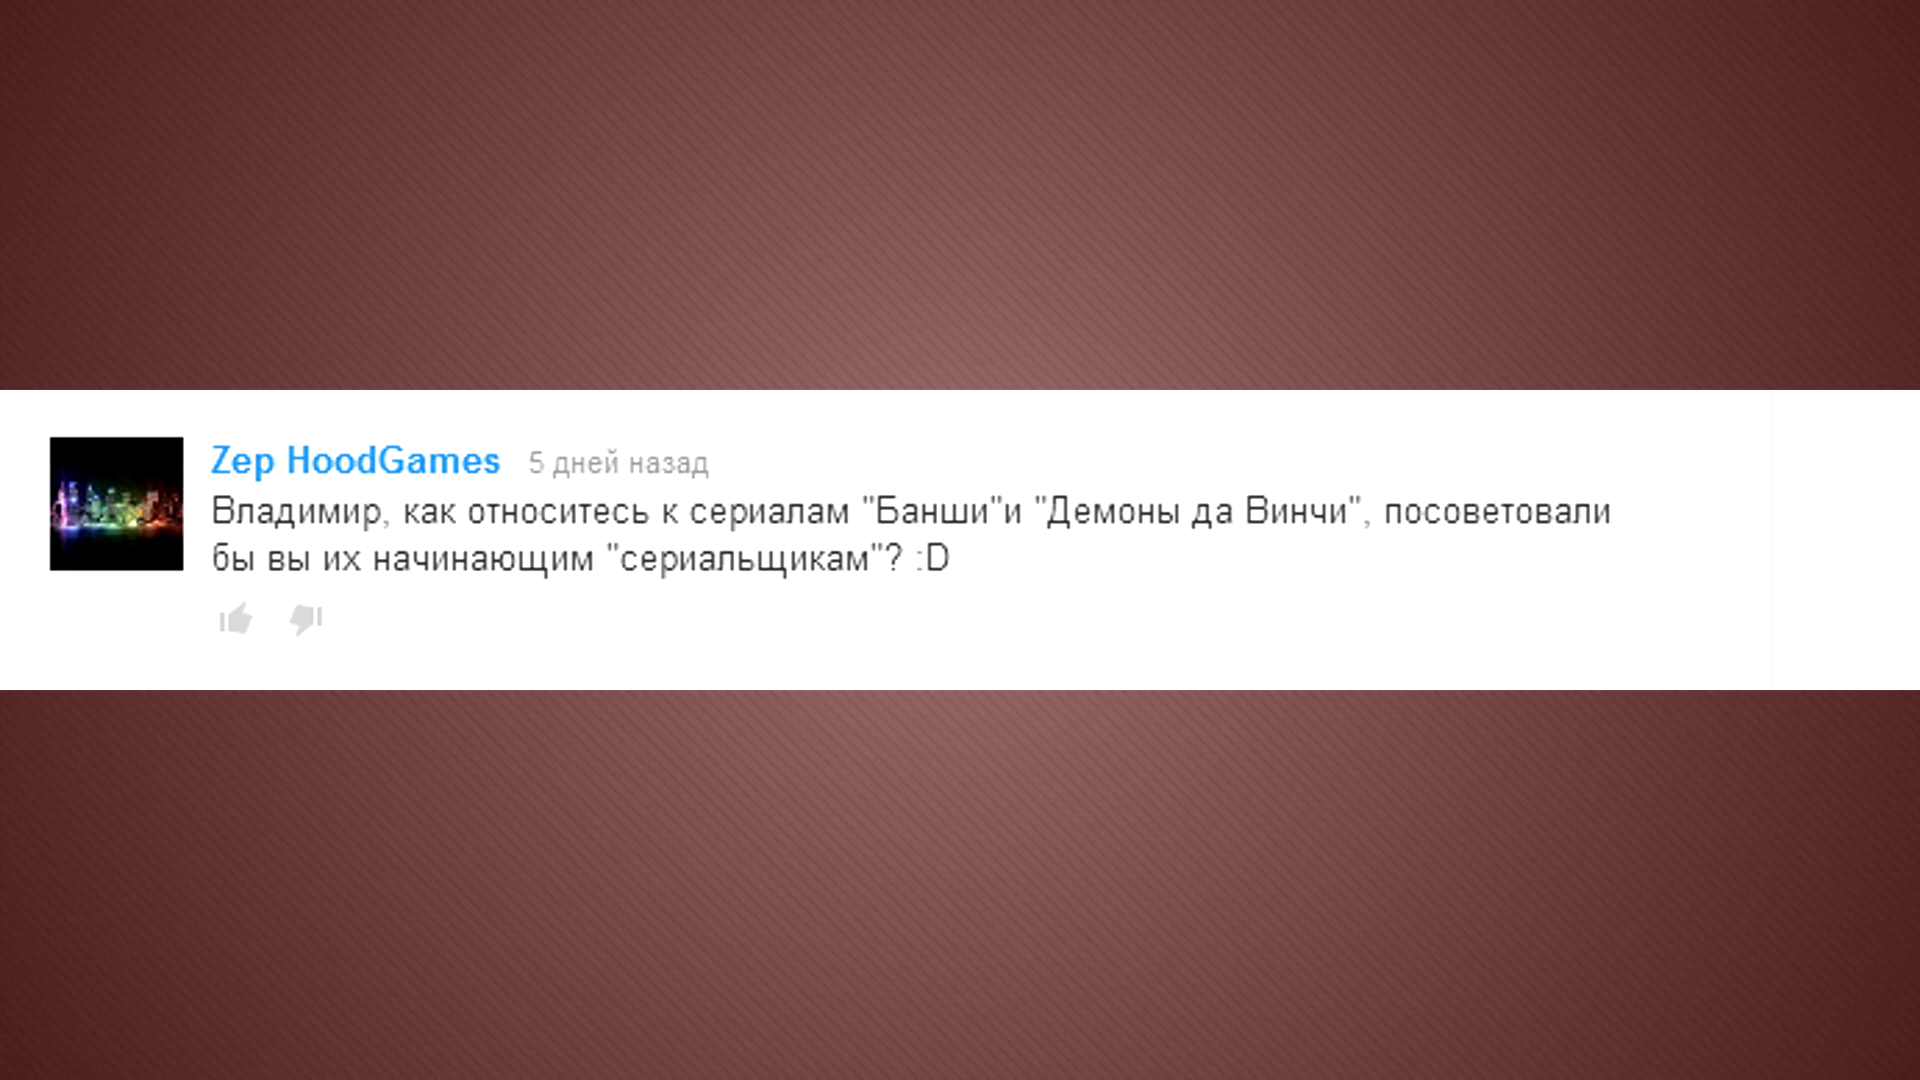 Zep HoodGames 5 дней назад
Владимир, как относитесь к сериалам "Банши"и "Демоны да Винчи", посоветовали
бы вы их начинающим "сериальщикам"? :D